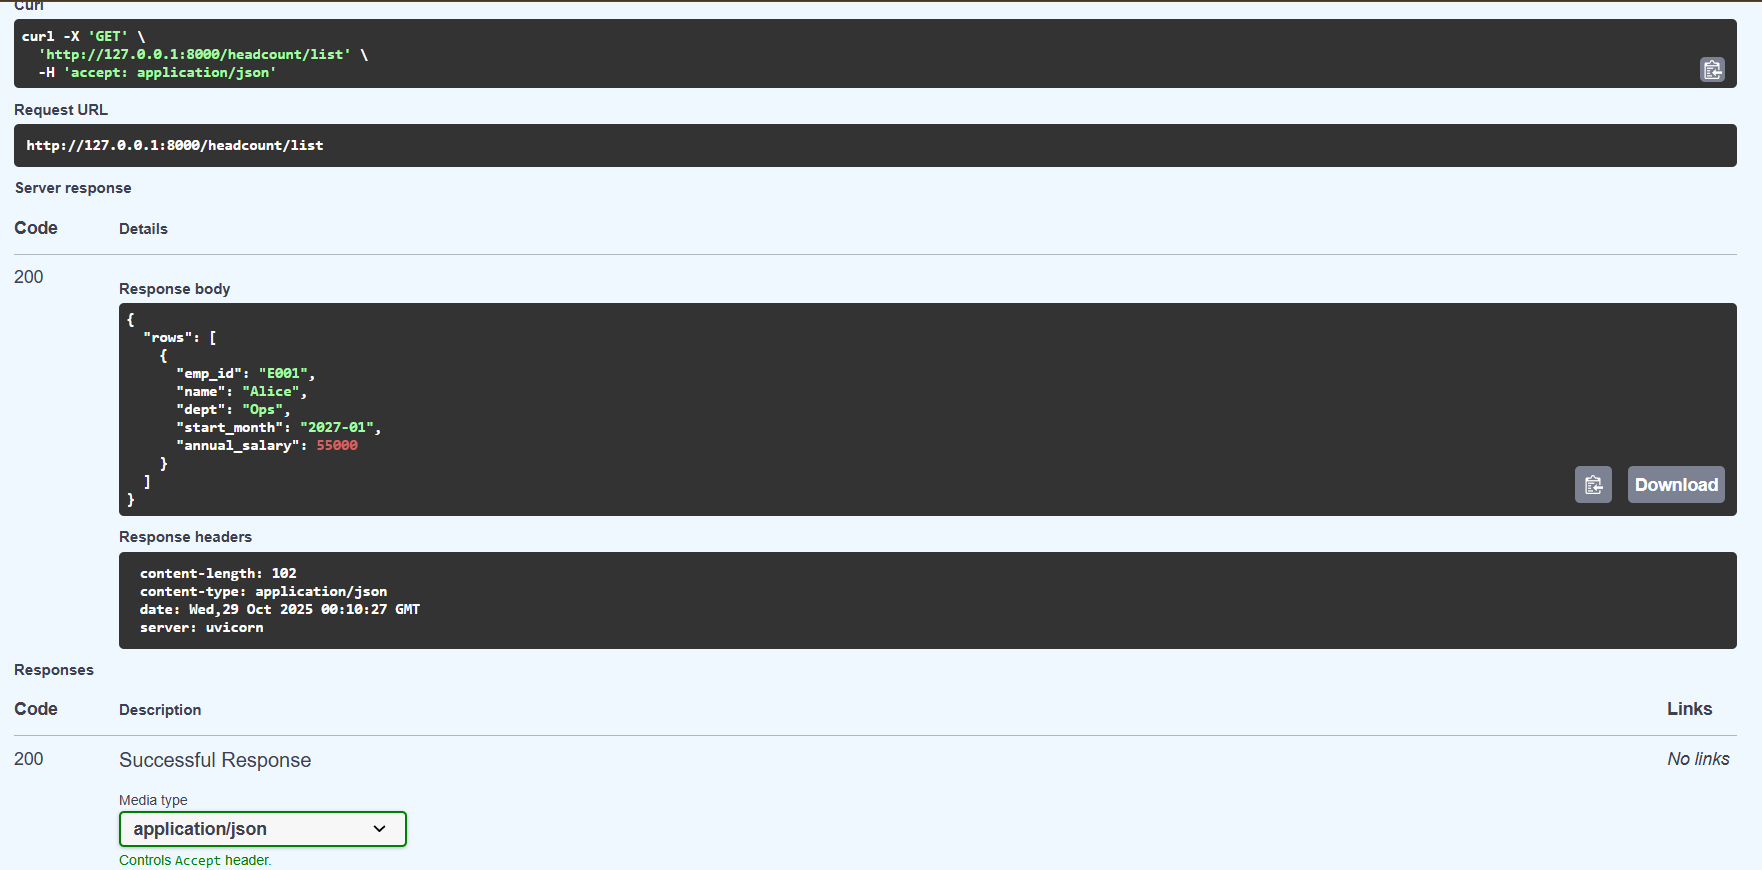 Curl
curl -X 'GET' \
'http://127.0.0.1:8000/headcount/list' \
-H 'accept: application/json'
Request URL
http://127.0.0.1:8000/headcount/list
Server response
Code Details
200
Response body
{
"rows": [
{
"emp_id": "E001",
"name": "Alice",
"dept": "Ops",
"start_month": "2027-01",
"annual_salary": 55000
}
]
}
Download
Response headers
content-length: 102
content-type: application/json
date: Wed,29 Oct 2025 00:10:27 GMT
server: uvicorn
Responses
Code Description Links
200 Successful Response No links
Media type
application/json
Controls Accept header.